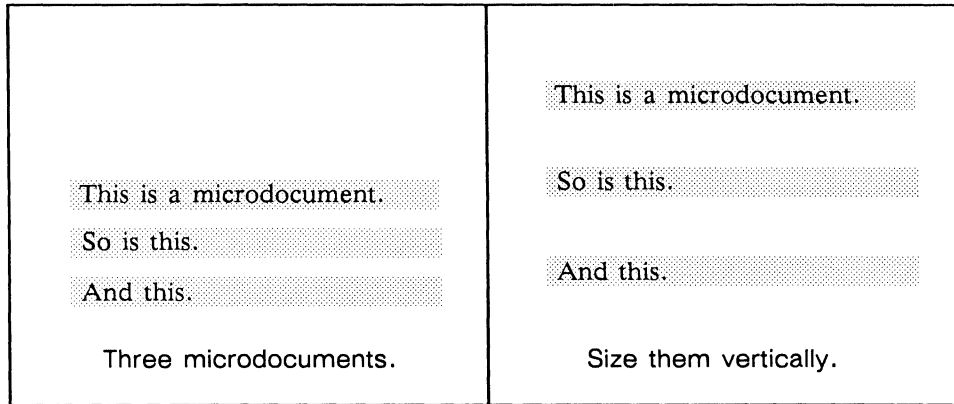 This is a microdocument.
So is this.
And this.
Three microdocuments.
This is a microdocument.
So is this.
And this.
Size them vertically.